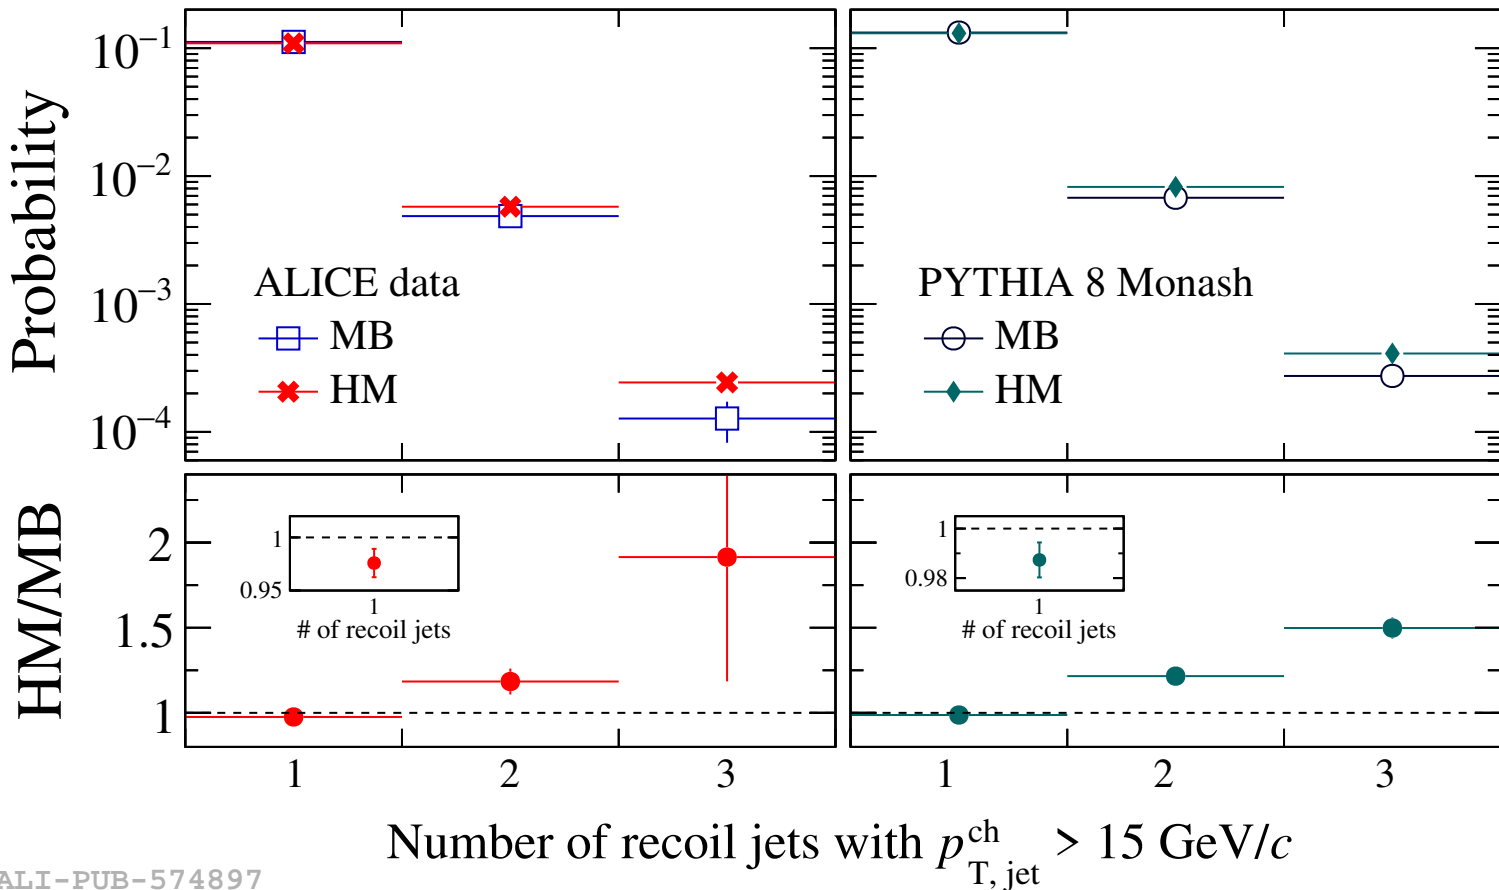 Probability
10⁻¹
10⁻²
10⁻³
10⁻⁴
ALICE data
MB
HM
PYTHIA 8 Monash
MB
HM
HM/MB
2
1.5
1
1
0.95
1
# of recoil jets
1
0.98
1
# of recoil jets
1 2 3 1 2 3
Number of recoil jets with p^ch_T, jet > 15 GeV/c
ALI-PUB-574897